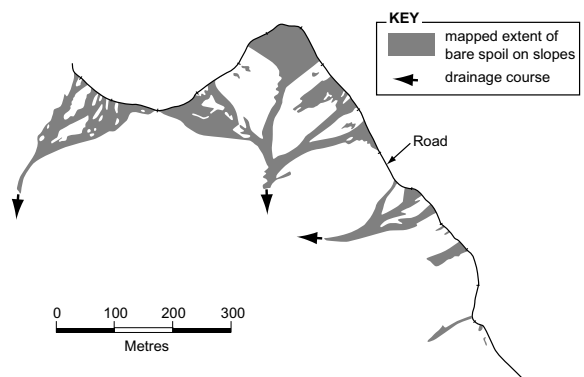 KEY
mapped extent of
bare spoil on slopes
drainage course
Road
0 100 200 300
Metres